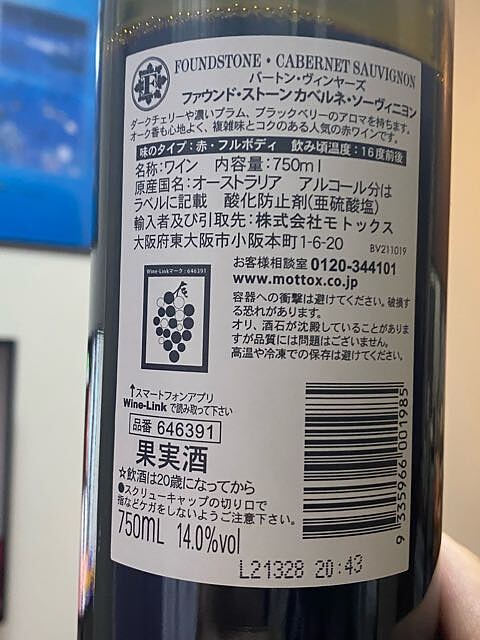 F
FOUNDSTONE • CABERNET SAUVIGNON
バートン・ヴィンヤーズ
ファウンド・ストーン カベルネ・ソーヴィニヨン
ダークチェリーや濃いプラム、ブラックベリーのアロマを持ちます。
オーク香も心地よく、複雑味とコクのある人気の赤ワインです。
味のタイプ:赤・フルボディ 飲み頃温度:16度前後
名称:ワイン 内容量:750ml
原産国名:オーストラリア アルコール分は
ラベルに記載 酸化防止剤(亜硫酸塩)
輸入者及び引取先:株式会社モトックス
大阪府東大阪市小阪本町1-6-20
BV211019
お客様相談室 0120-344101
www.mottox.co.jp
Wine-Linkマーク:646391
容器への衝撃は避けてください。破損す
る恐れがあります。
オリ、酒石が沈殿していることがありま
すが品質には問題はございません。
高温や冷凍での保存は避けてください。
↑スマートフォンアプリ
Wine-Link で読み取って下さい
品番 646391
果実酒
☆飲酒は20歳になってから
●スクリューキャップの切り口で
指などケガをしないようご注意下さい。
750mL 14.0%vol
9 335966 001985
L21328 20:43